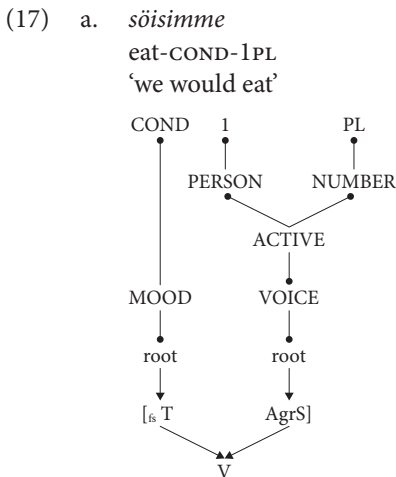 (17) a. söisimme
eat-COND-1PL
‘we would eat’
COND 1 PL
PERSON NUMBER
ACTIVE
MOOD VOICE
root root
[fs T AgrS]
V